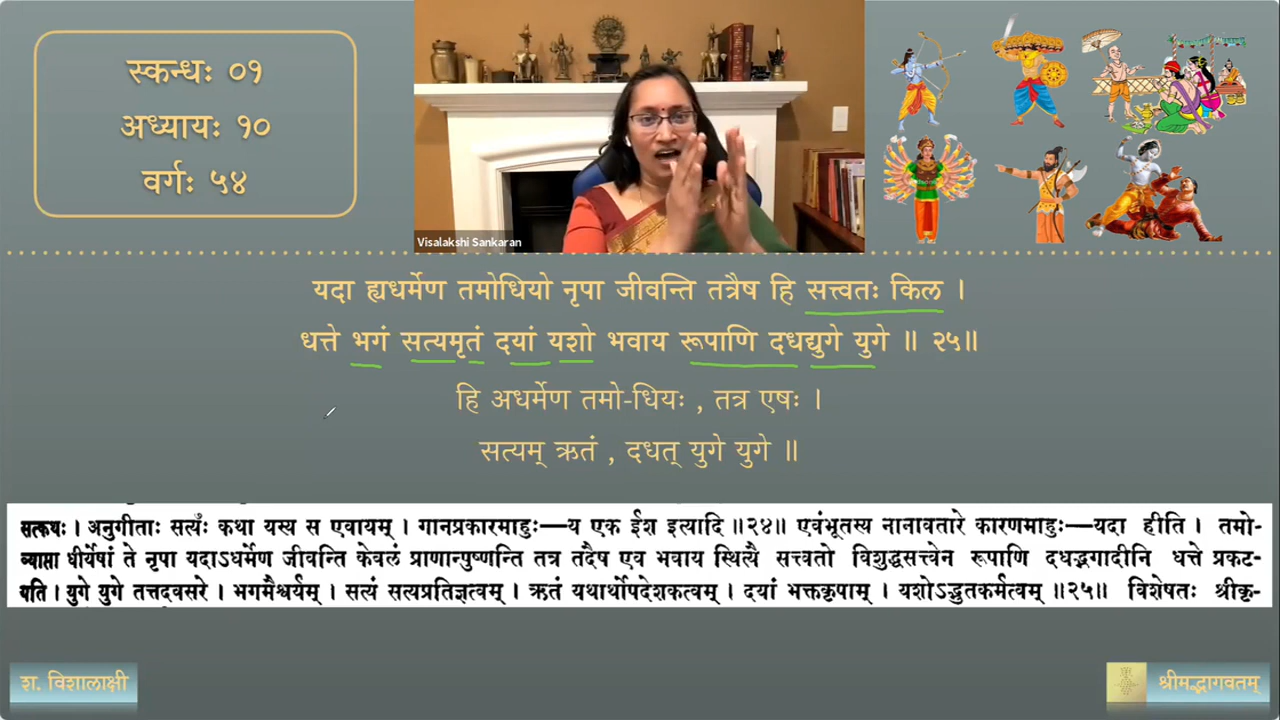 स्कन्धः ०१
अध्यायः १०
वर्गः ५४
Visalakshi Sankaran
यदा ह्यधर्मेण तमोधियो नृपा जीवन्ति तत्रैष हि सत्त्वतः किल ।
धत्ते भगं सत्यमृतं दयां यशो भवाय रूपाणि दधद्युगे युगे ॥ २५॥
हि अधर्मेण तमो-धियः , तत्र एषः ।
सत्यम् ऋतं , दधत् युगे युगे ॥
सत्कथः । अनुगीताः सत्यः कथा यस्य स एवायम् । गानप्रकारमाहुः—य एक ईश इत्यादि ॥२४॥ एवंभूतस्य नानावतारे कारणमाहुः—यदा हीति । तमो-
व्याप्ता धीर्येषां ते नृपा यदाऽधर्मेण जीवन्ति केवलं प्राणान्पुष्णन्ति तत्र तदैष एव भवाय स्थित्यै सत्त्वतो विशुद्धसत्त्वेन रूपाणि दधद्भगादीनि धत्ते प्रकट-
यति । युगे युगे तत्तदवसरे । भगमैश्वर्यम् । सत्यं सत्यप्रतिज्ञत्वम् । ऋतं यथार्थोपदेशकत्वम् । दयां भक्तकृपाम् । यशोऽद्भुतकर्मत्वम् ॥२५॥ विशेषतः श्रीकृ-
श. विशालाक्षी
श्रीमद्भागवतम्